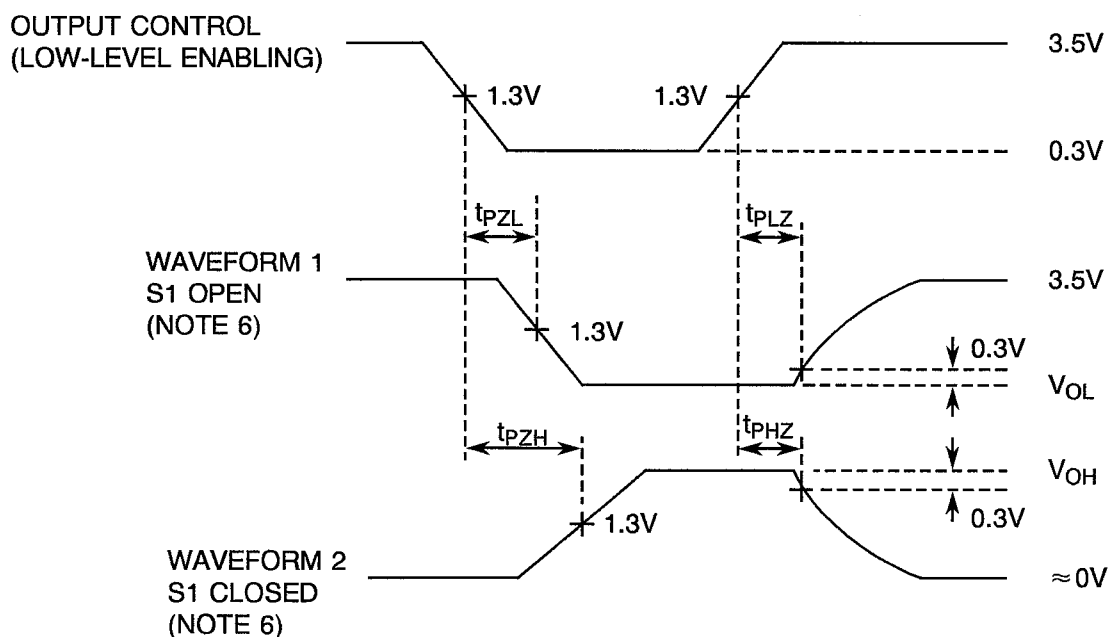 OUTPUT CONTROL
(LOW-LEVEL ENABLING)
3.5V
1.3V
1.3V
0.3V
tPZL
tPLZ
WAVEFORM 1
S1 OPEN
(NOTE 6)
3.5V
1.3V
0.3V
VOL
tPZH
tPHZ
VOH
1.3V
0.3V
WAVEFORM 2
S1 CLOSED
(NOTE 6)
≈0V